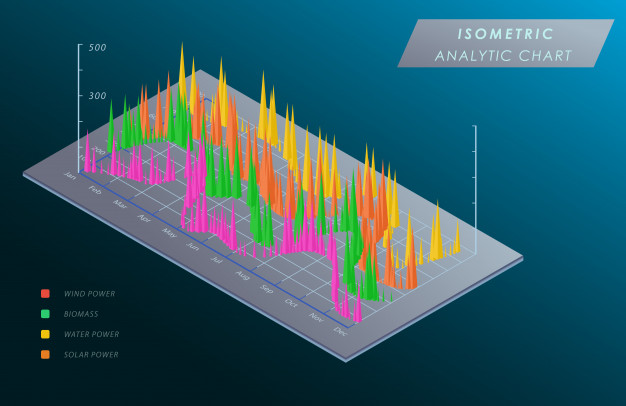 ISOMETRIC
ANALYTIC CHART
500
300
200
Jan
Feb
Mar
Apr
May
Jun
Jul
Aug
Sep
Oct
Nov
Dec
WIND POWER
BIOMASS
WATER POWER
SOLAR POWER